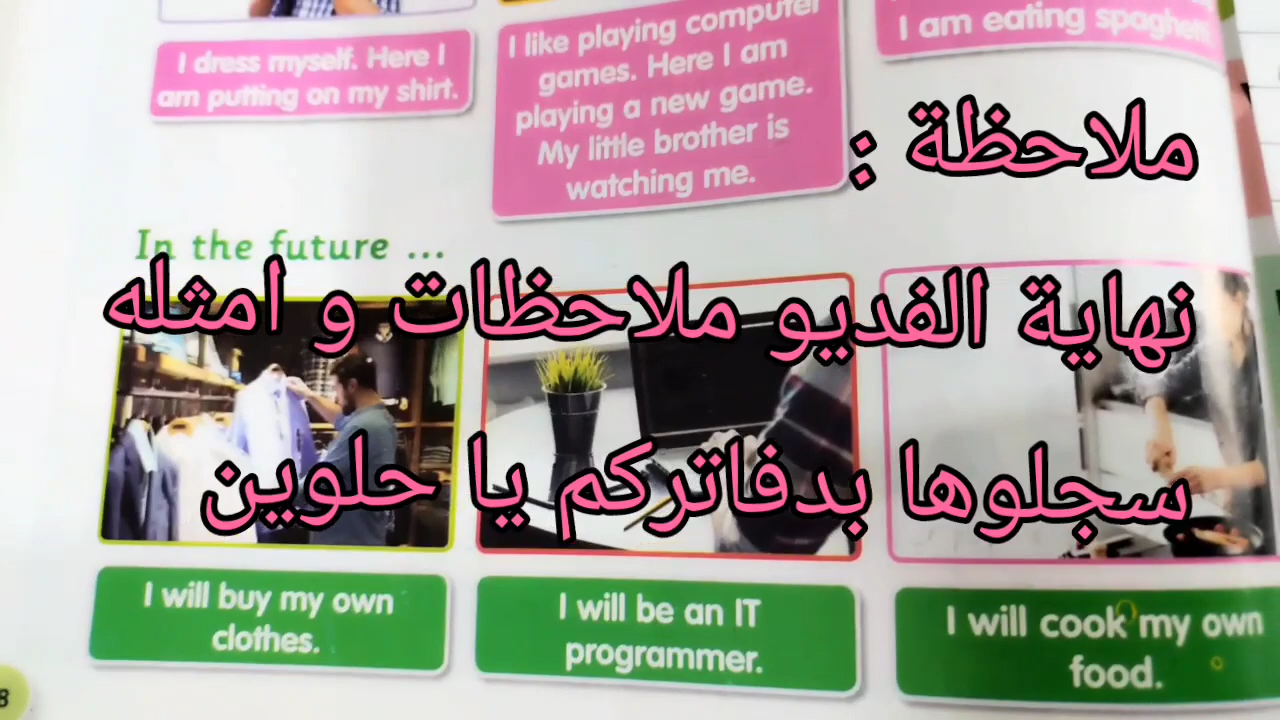 I dress myself. Here I
am putting on my shirt.
I like playing computer
games. Here I am
playing a new game.
My little brother is
watching me.
I am eating spaghetti
ملاحظة :
In the future ...
نهاية الفديو ملاحظات و امثله
سجلوها بدفاتركم يا حلوين
I will buy my own
clothes.
I will be an IT
programmer.
I will cook my own
food.
8